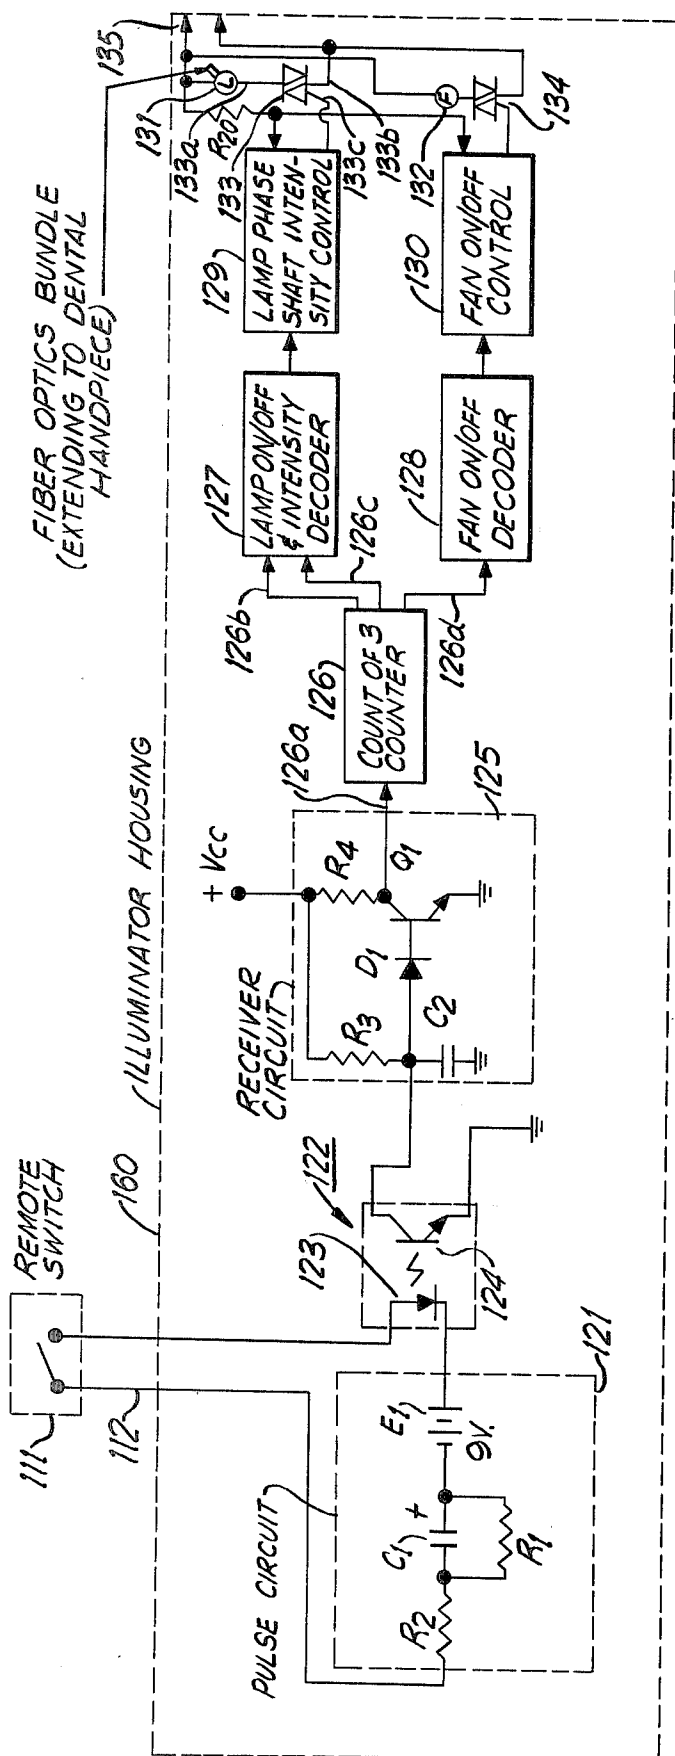 REMOTE
SWITCH
111
112
160
ILLUMINATOR HOUSING
FIBER OPTICS BUNDLE
(EXTENDING TO DENTAL
HANDPIECE)
PULSE CIRCUIT
R2
C1
+
R1
E1
9V.
121
123
122
124
RECEIVER
CIRCUIT
+ Vcc
R3
R4
D1
C2
Q1
125
126a
126
COUNT OF 3
COUNTER
126b
126c
126d
127
LAMP ON/OFF
& INTENSITY
DECODER
128
FAN ON/OFF
DECODER
129
LAMP PHASE
SHAFT INTEN-
SITY CONTROL
130
FAN ON/OFF
CONTROL
135
131
L
133a
R20
133
133c
133b
132
F
134